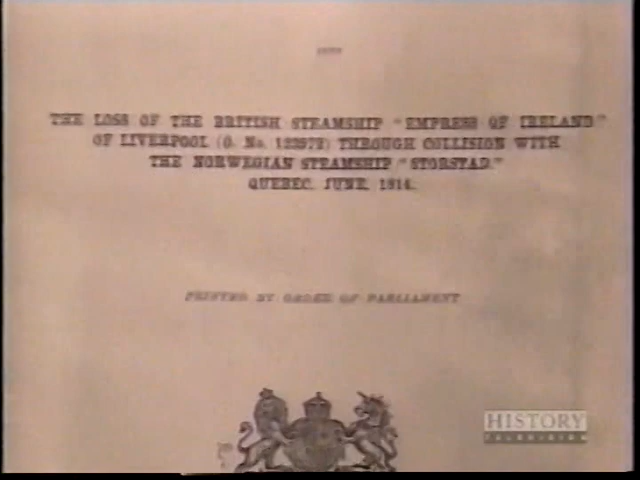 THE LOSS OF THE BRITISH STEAMSHIP "EMPRESS OF IRELAND"
OF LIVERPOOL (O. No. 123972) THROUGH COLLISION WITH
THE NORWEGIAN STEAMSHIP "STORSTAD."
QUEBEC, JUNE, 1914.
PRINTED BY ORDER OF PARLIAMENT
HISTORY
TELEVISION